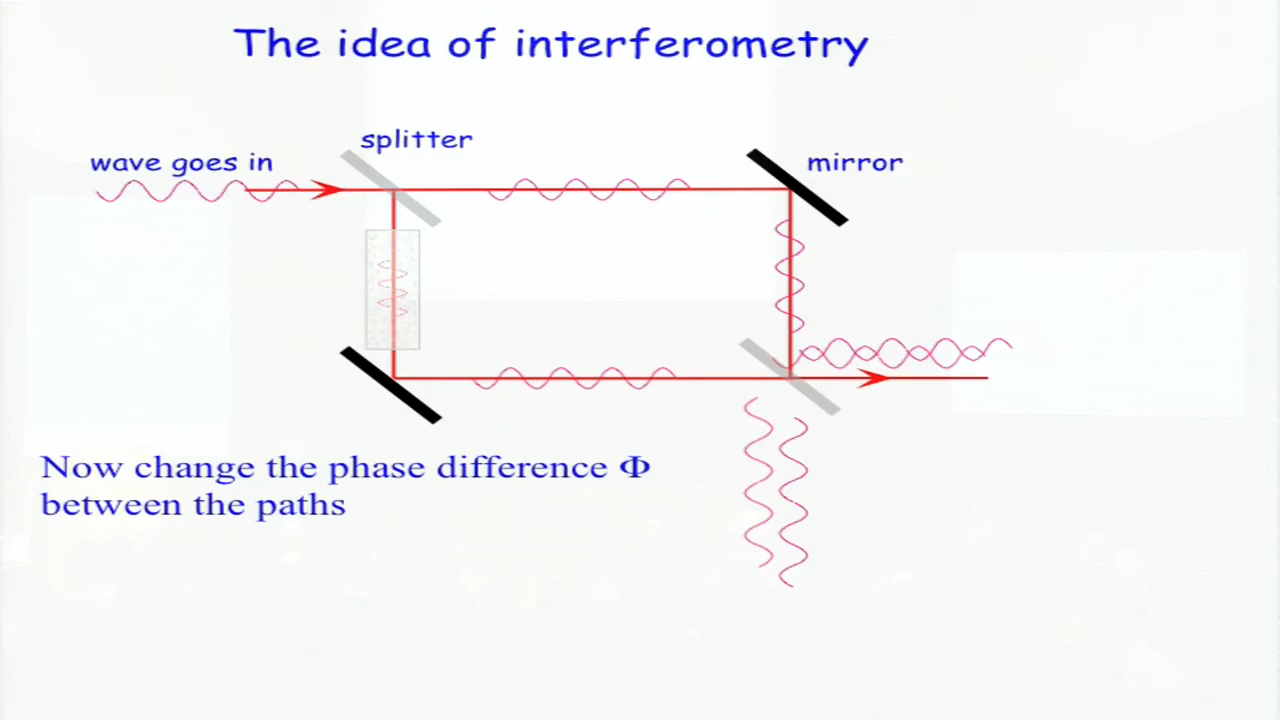 The idea of interferometry
splitter
wave goes in
mirror
Now change the phase difference Φ
between the paths